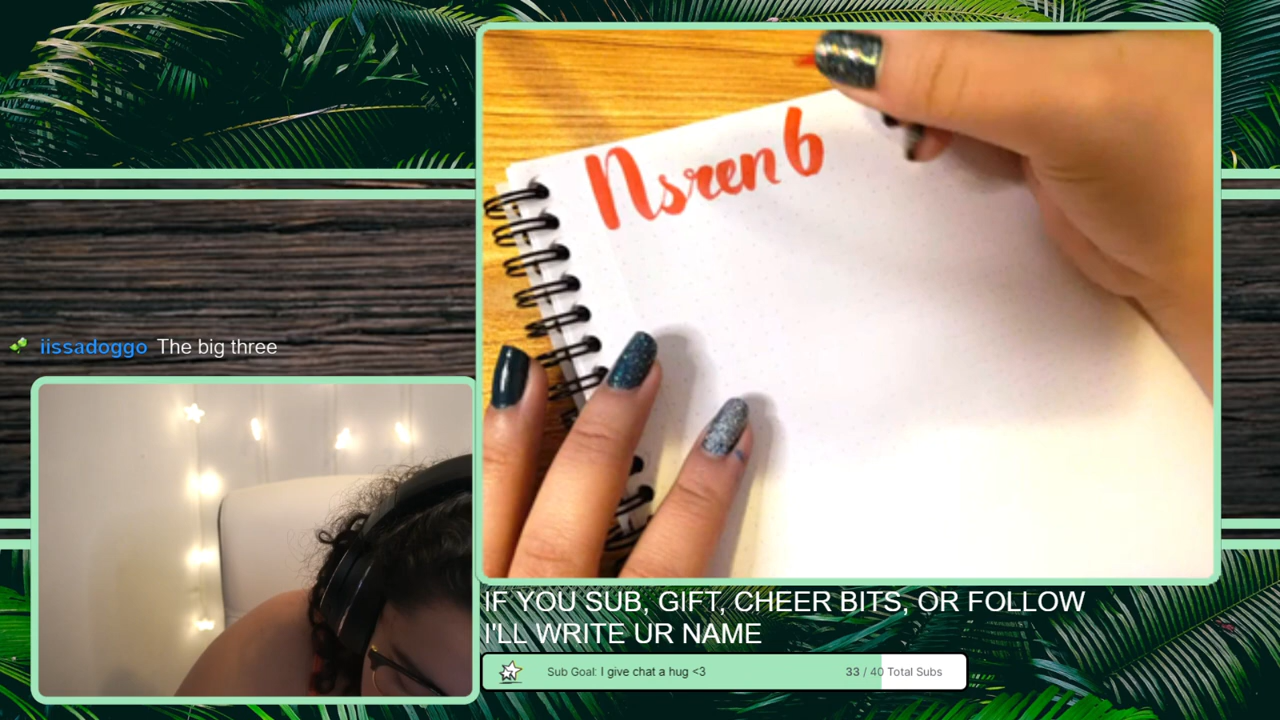 Nsren6
iissadoggo The big three
IF YOU SUB, GIFT, CHEER BITS, OR FOLLOW
I'LL WRITE UR NAME
Sub Goal: I give chat a hug <3 33 / 40 Total Subs